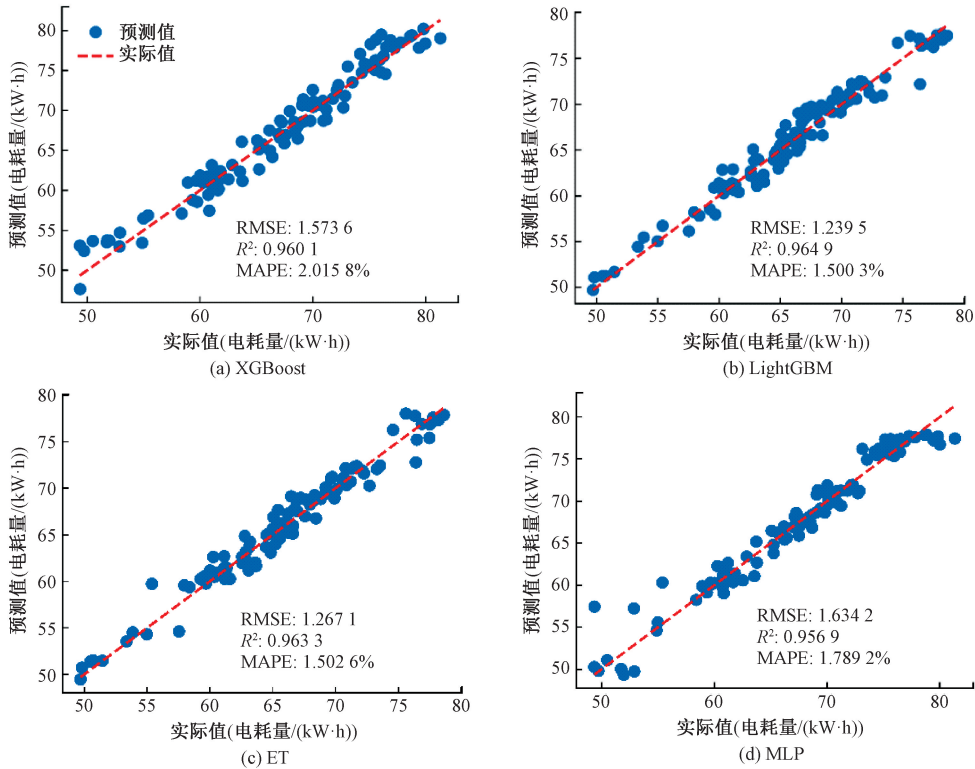 预测值(电耗量/(kW·h))
80
75
70
65
60
55
50
预测值
实际值
RMSE: 1.573 6
R²: 0.960 1
MAPE: 2.015 8%
50
60
70
80
实际值(电耗量/(kW·h))
(a) XGBoost
预测值(电耗量/(kW·h))
80
75
70
65
60
55
50
RMSE: 1.239 5
R²: 0.964 9
MAPE: 1.500 3%
50
55
60
65
70
75
80
实际值(电耗量/(kW·h))
(b) LightGBM
预测值(电耗量/(kW·h))
80
75
70
65
60
55
50
RMSE: 1.267 1
R²: 0.963 3
MAPE: 1.502 6%
50
55
60
65
70
75
80
实际值(电耗量/(kW·h))
(c) ET
预测值(电耗量/(kW·h))
80
75
70
65
60
55
50
RMSE: 1.634 2
R²: 0.956 9
MAPE: 1.789 2%
50
60
70
80
实际值(电耗量/(kW·h))
(d) MLP